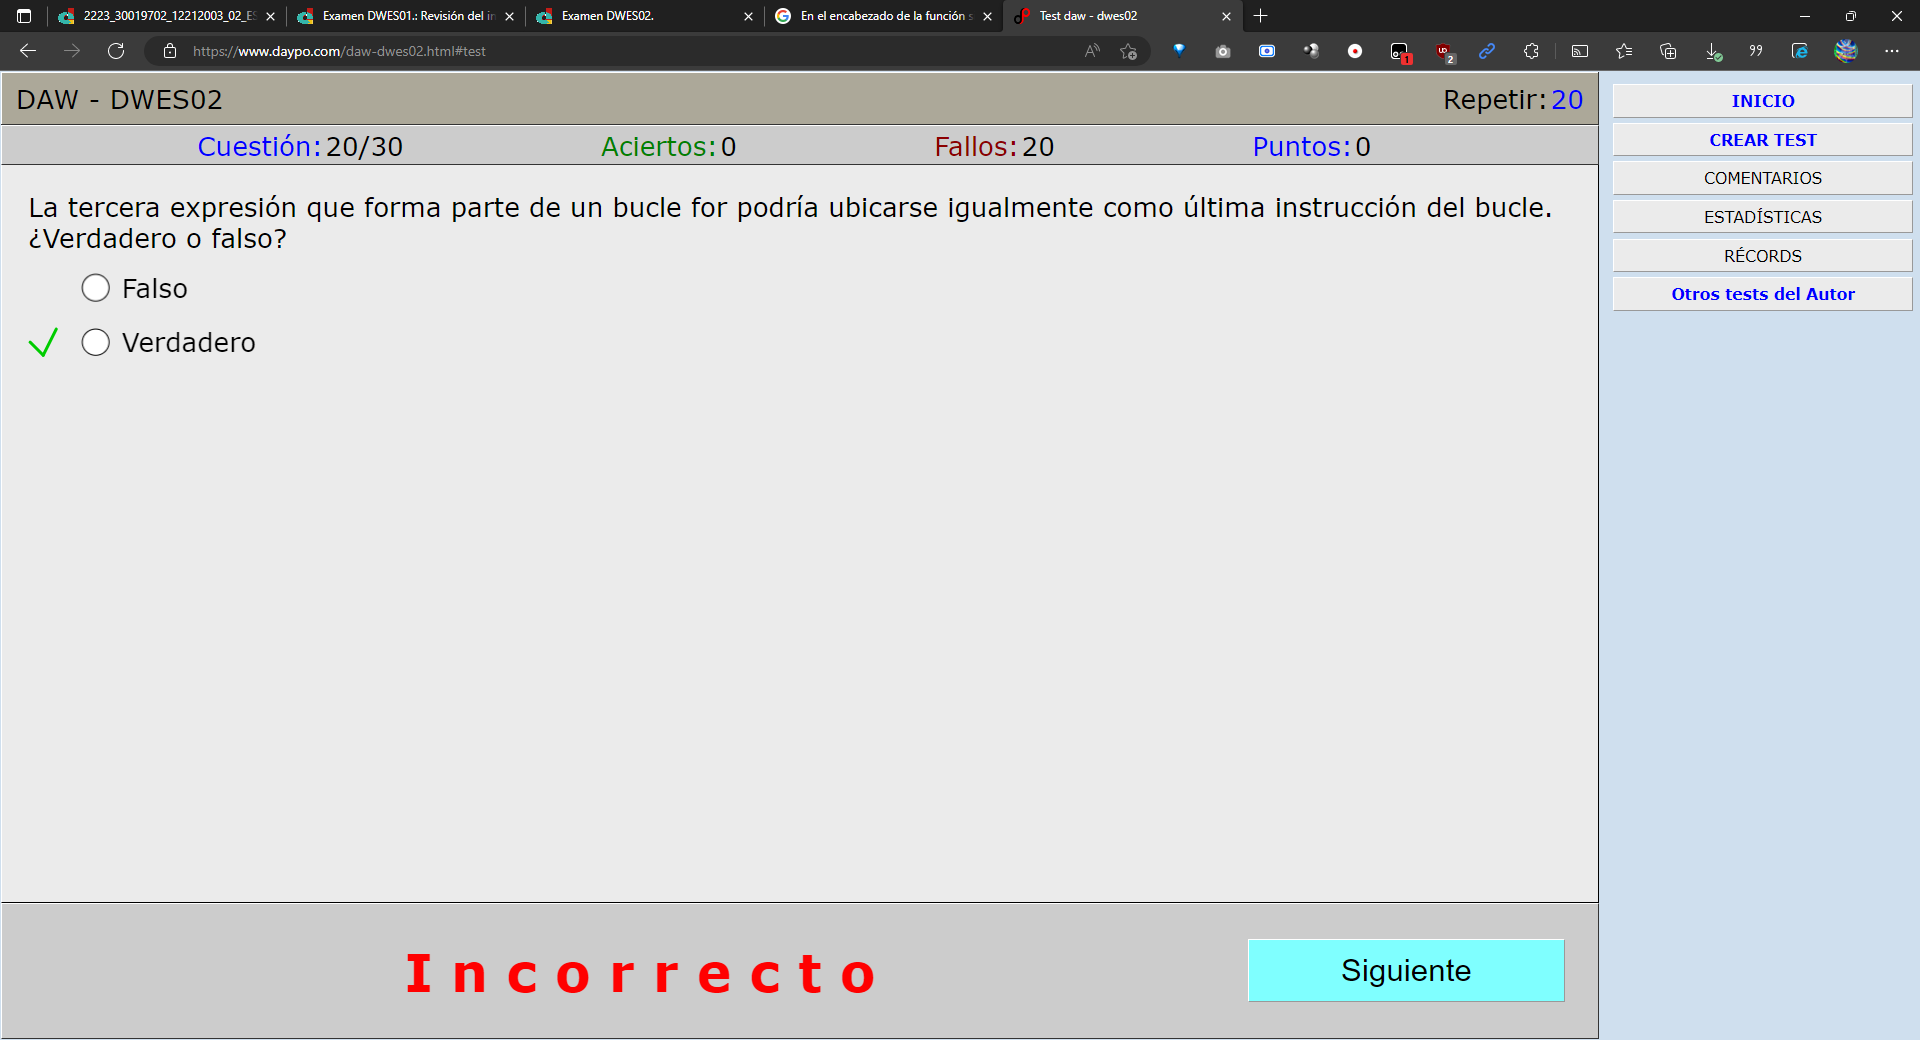 2223_30019702_12212003_02_ES
Examen DWES01.: Revisión del in
Examen DWES02.
En el encabezado de la función s
Test daw - dwes02
https://www.daypo.com/daw-dwes02.html#test
1
2
DAW - DWES02
Repetir: 20
Cuestión: 20/30
Aciertos: 0
Fallos: 20
Puntos: 0
La tercera expresión que forma parte de un bucle for podría ubicarse igualmente como última instrucción del bucle.
¿Verdadero o falso?
Falso
Verdadero
Incorrecto
Siguiente
INICIO
CREAR TEST
COMENTARIOS
ESTADÍSTICAS
RÉCORDS
Otros tests del Autor